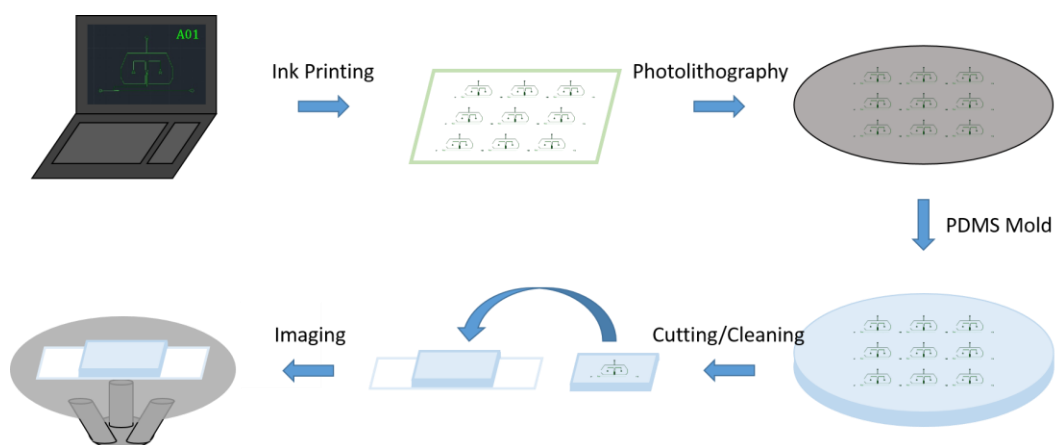 A01
Ink Printing
Photolithography
PDMS Mold
Cutting/Cleaning
Imaging